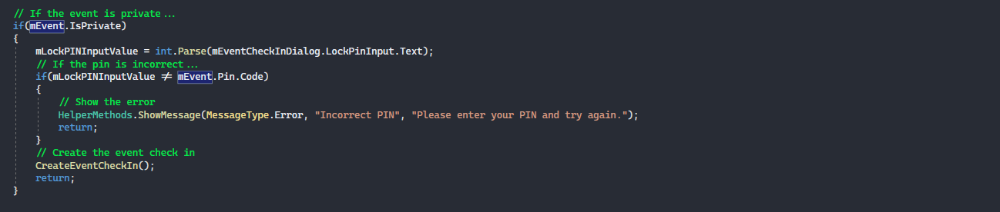 // If the event is private...
if(mEvent.IsPrivate)
{
    mLockPINInputValue = int.Parse(mEventCheckInDialog.LockPinInput.Text);
    // If the pin is incorrect...
    if(mLockPINInputValue != mEvent.Pin.Code)
    {
        // Show the error
        HelperMethods.ShowMessage(MessageType.Error, "Incorrect PIN", "Please enter your PIN and try again.");
        return;
    }
    // Create the event check in
    CreateEventCheckIn();
    return;
}